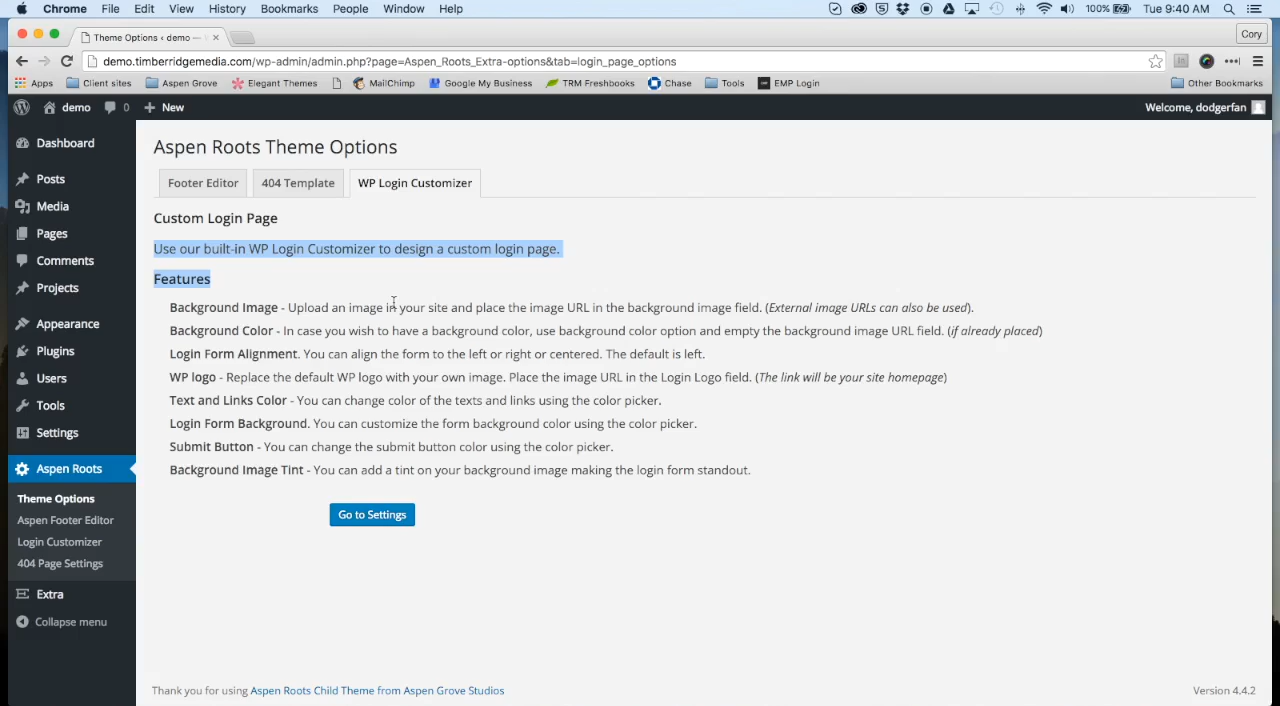 Chrome File Edit View History Bookmarks People Window Help 100% Tue 9:40 AM
Theme Options ‹ demo — Cory
demo.timberridgemedia.com/wp-admin/admin.php?page=Aspen_Roots_Extra-options&tab=login_page_options
Apps Client sites Aspen Grove Elegant Themes MailChimp Google My Business TRM Freshbooks Chase Tools EMP Login Other Bookmarks
demo 0 New Welcome, dodgerfan
Dashboard
Posts
Media
Pages
Comments
Projects
Appearance
Plugins
Users
Tools
Settings
Aspen Roots
Theme Options
Aspen Footer Editor
Login Customizer
404 Page Settings
Extra
Collapse menu
Aspen Roots Theme Options
Footer Editor 404 Template WP Login Customizer
Custom Login Page
Use our built-in WP Login Customizer to design a custom login page.
Features
Background Image - Upload an image in your site and place the image URL in the background image field. (External image URLs can also be used).
Background Color - In case you wish to have a background color, use background color option and empty the background image URL field. (if already placed)
Login Form Alignment. You can align the form to the left or right or centered. The default is left.
WP logo - Replace the default WP logo with your own image. Place the image URL in the Login Logo field. (The link will be your site homepage)
Text and Links Color - You can change color of the texts and links using the color picker.
Login Form Background. You can customize the form background color using the color picker.
Submit Button - You can change the submit button color using the color picker.
Background Image Tint - You can add a tint on your background image making the login form standout.
Go to Settings
Thank you for using Aspen Roots Child Theme from Aspen Grove Studios Version 4.4.2